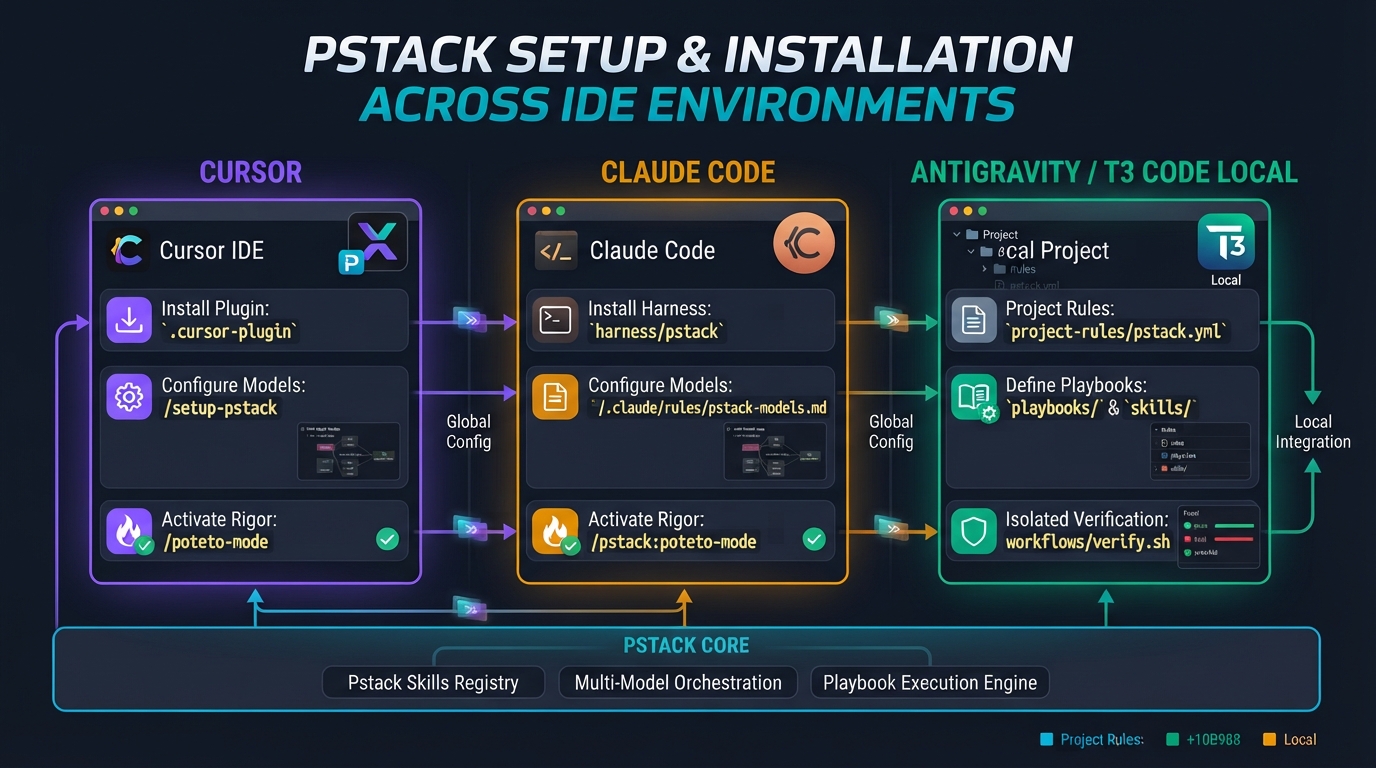 PSTACK SETUP & INSTALLATION
ACROSS IDE ENVIRONMENTS
CURSOR
Cursor IDE
P
Install Plugin:
`.cursor-plugin`
Configure Models:
/setup-pstack
Activate Rigor:
/poteto-mode
Global
Config
CLAUDE CODE
</_
Claude Code
Install Harness:
`harness/pstack`
Configure Models:
`/.claude/rules/pstack-models.md
Activate Rigor:
/pstack:poteto-mode
Global
Config
ANTIGRAVITY / T3 CODE LOCAL
Project
cal Project
rules
T3
Local
Project Rules:
`project-rules/pstack.yml`
Define Playbooks:
`playbooks/` & `skills/`
Isolated Verification:
workflows/verify.sh
Local
Integration
PSTACK CORE
Pstack Skills Registry
Multi-Model Orchestration
Playbook Execution Engine
Project Rules:
Local